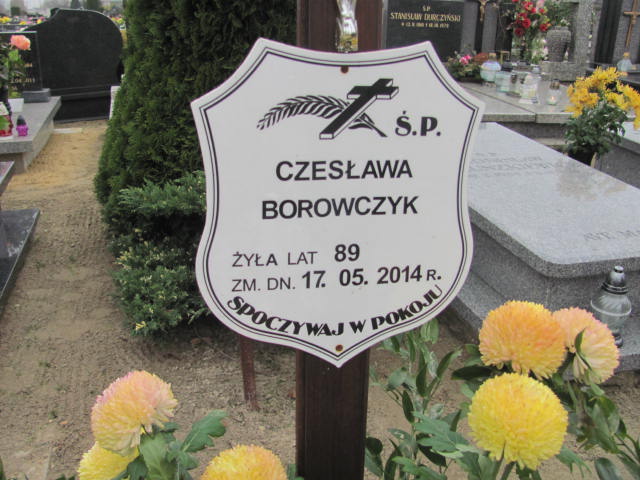 Ś.P.
STANISŁAW DURCZYŃSKI
Ś.P.
CZESŁAWA
BOROWCZYK
ŻYŁA LAT 89
ZM. DN. 17. 05. 2014 R.
SPOCZYWAJ W POKOJU